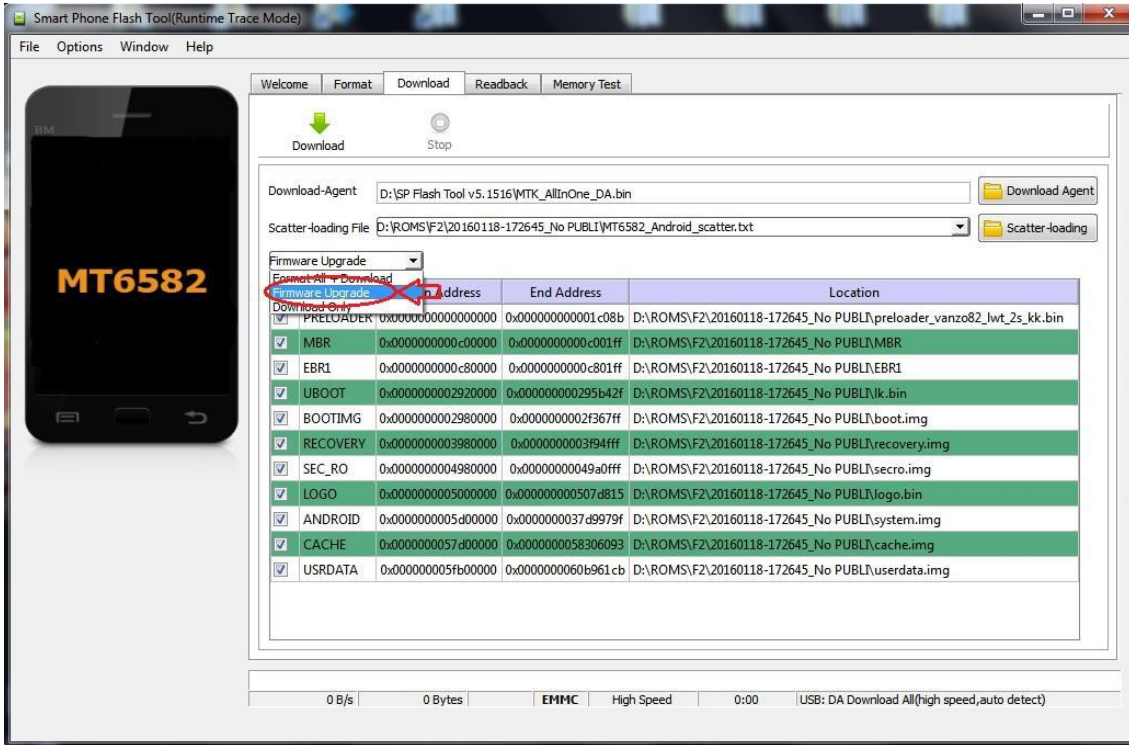 Smart Phone Flash Tool(Runtime Trace Mode)
File Options Window Help
Welcome Format Download Readback Memory Test
BM
Download Stop
Download-Agent D:\SP Flash Tool v5.1516\MTK_AllInOne_DA.bin Download Agent
Scatter-loading File D:\ROMS\F2\20160118-172645_No PUBLI\MT6582_Android_scatter.txt Scatter-loading
MT6582
Firmware Upgrade
Format All + Download
Firmware Upgrade
Download Only
n Address End Address Location
PRELOADER 0x0000000000000000 0x000000000001c08b D:\ROMS\F2\20160118-172645_No PUBLI\preloader_vanzo82_lwt_2s_kk.bin
MBR 0x0000000000c00000 0x0000000000c001ff D:\ROMS\F2\20160118-172645_No PUBLI\MBR
EBR1 0x0000000000c80000 0x0000000000c801ff D:\ROMS\F2\20160118-172645_No PUBLI\EBR1
UBOOT 0x0000000002920000 0x000000000295b42f D:\ROMS\F2\20160118-172645_No PUBLI\lk.bin
BOOTIMG 0x0000000002980000 0x0000000002f367ff D:\ROMS\F2\20160118-172645_No PUBLI\boot.img
RECOVERY 0x0000000003980000 0x0000000003f94fff D:\ROMS\F2\20160118-172645_No PUBLI\recovery.img
SEC_RO 0x0000000004980000 0x00000000049a0fff D:\ROMS\F2\20160118-172645_No PUBLI\secro.img
LOGO 0x0000000005000000 0x000000000507d815 D:\ROMS\F2\20160118-172645_No PUBLI\logo.bin
ANDROID 0x0000000005d00000 0x0000000037d9979f D:\ROMS\F2\20160118-172645_No PUBLI\system.img
CACHE 0x0000000057d00000 0x0000000058306093 D:\ROMS\F2\20160118-172645_No PUBLI\cache.img
USRDATA 0x000000005fb00000 0x0000000060b961cb D:\ROMS\F2\20160118-172645_No PUBLI\userdata.img
0 B/s 0 Bytes EMMC High Speed 0:00 USB: DA Download All(high speed,auto detect)